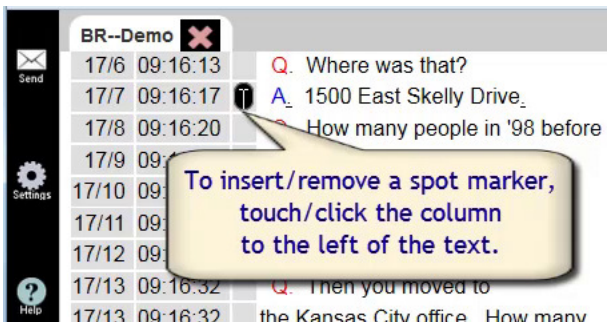 BR--Demo
Send
17/6 09:16:13 Q. Where was that?
17/7 09:16:17 A. 1500 East Skelly Drive.
17/8 09:16:20 How many people in '98 before
17/9 09:
Settings
17/10 09:
17/11 09:
17/12 09:
To insert/remove a spot marker,
touch/click the column
to the left of the text.
17/13 09:16:32 Q. Then you moved to
Help
17/13 09:16:32 the Kansas City office. How many